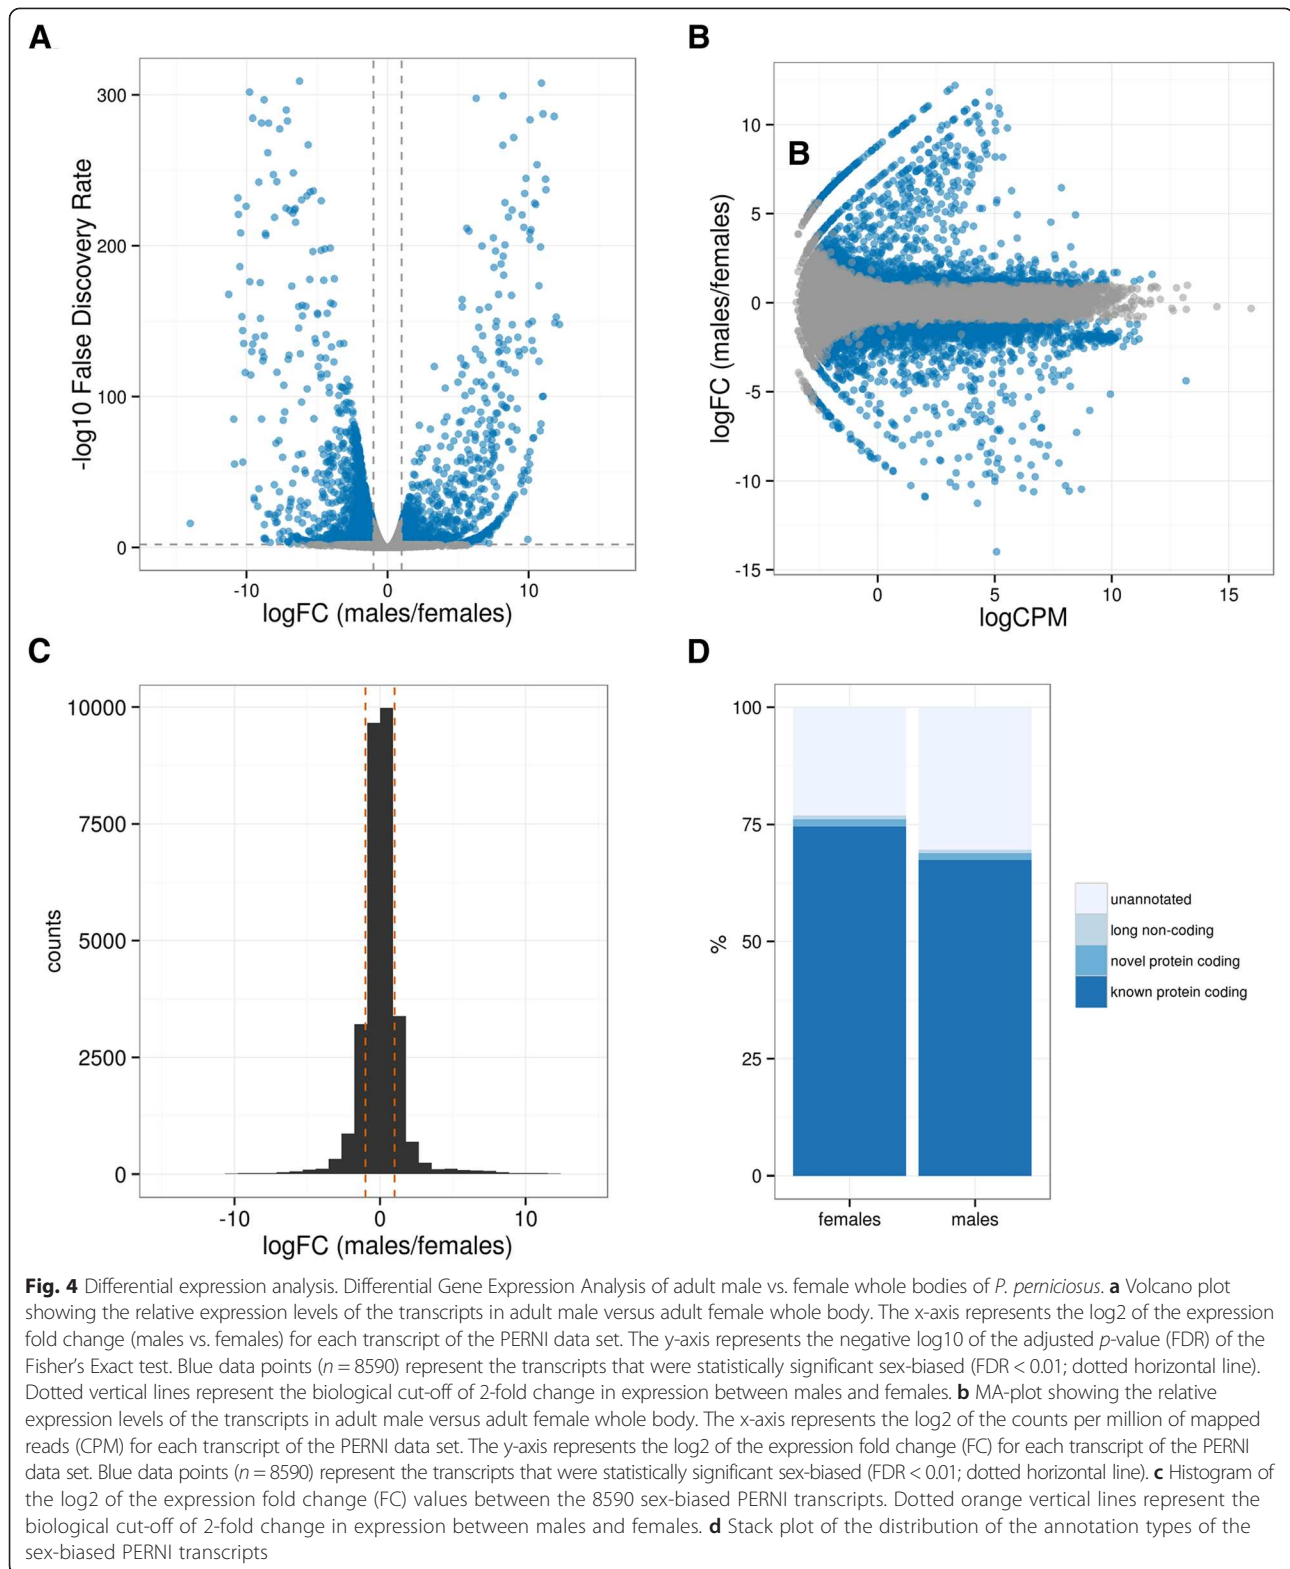 A
B
300
200
100
0
-log10 False Discovery Rate
-10
0
10
logFC (males/females)
B
10
5
0
-5
-10
-15
logFC (males/females)
0
5
10
15
logCPM
C
D
10000
7500
5000
2500
0
counts
-10
0
10
logFC (males/females)
100
75
50
25
0
%
females
males
unannotated
long non-coding
novel protein coding
known protein coding
Fig. 4 Differential expression analysis. Differential Gene Expression Analysis of adult male vs. female whole bodies of P. perniciosus. a Volcano plot
showing the relative expression levels of the transcripts in adult male versus adult female whole body. The x-axis represents the log2 of the expression
fold change (males vs. females) for each transcript of the PERNI data set. The y-axis represents the negative log10 of the adjusted p-value (FDR) of the
Fisher's Exact test. Blue data points (n = 8590) represent the transcripts that were statistically significant sex-biased (FDR < 0.01; dotted horizontal line).
Dotted vertical lines represent the biological cut-off of 2-fold change in expression between males and females. b MA-plot showing the relative
expression levels of the transcripts in adult male versus adult female whole body. The x-axis represents the log2 of the counts per million of mapped
reads (CPM) for each transcript of the PERNI data set. The y-axis represents the log2 of the expression fold change (FC) for each transcript of the PERNI
data set. Blue data points (n = 8590) represent the transcripts that were statistically significant sex-biased (FDR < 0.01; dotted horizontal line). c Histogram of
the log2 of the expression fold change (FC) values between the 8590 sex-biased PERNI transcripts. Dotted orange vertical lines represent the
biological cut-off of 2-fold change in expression between males and females. d Stack plot of the distribution of the annotation types of the
sex-biased PERNI transcripts